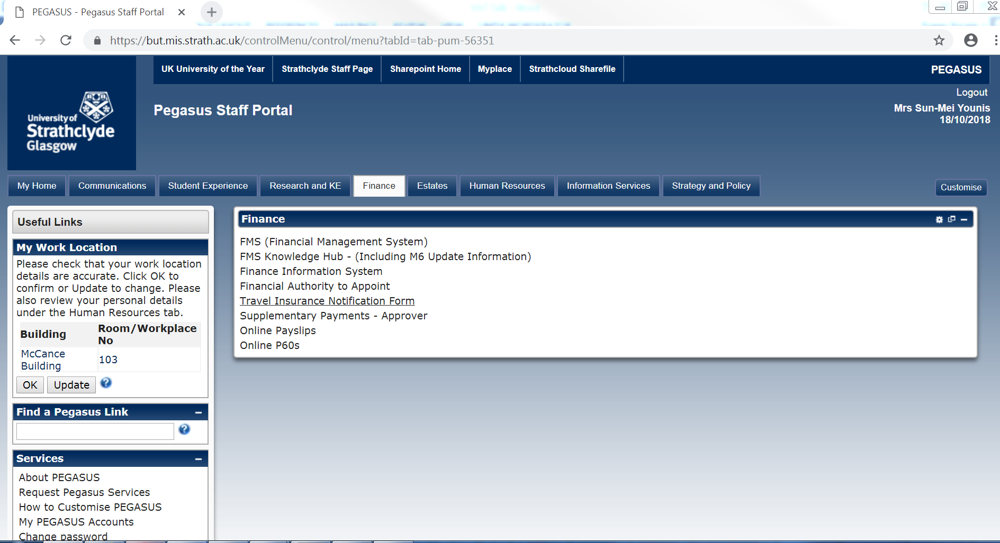 PEGASUS - Pegasus Staff Portal
https://but.mis.strath.ac.uk/controlMenu/control/menu?tabId=tab-pum-56351
UK University of the Year
Strathclyde Staff Page
Sharepoint Home
Myplace
Strathcloud Sharefile
PEGASUS
Logout
Mrs Sun-Mei Younis
18/10/2018
University of
Strathclyde
Glasgow
Pegasus Staff Portal
My Home
Communications
Student Experience
Research and KE
Finance
Estates
Human Resources
Information Services
Strategy and Policy
Customise
Useful Links
My Work Location
Please check that your work location
details are accurate. Click OK to
confirm or Update to change. Please
also review your personal details
under the Human Resources tab.
Building
Room/Workplace
No
McCance
Building
103
OK
Update
Find a Pegasus Link
Services
About PEGASUS
Request Pegasus Services
How to Customise PEGASUS
My PEGASUS Accounts
Change password
Finance
FMS (Financial Management System)
FMS Knowledge Hub - (Including M6 Update Information)
Finance Information System
Financial Authority to Appoint
Travel Insurance Notification Form
Supplementary Payments - Approver
Online Payslips
Online P60s